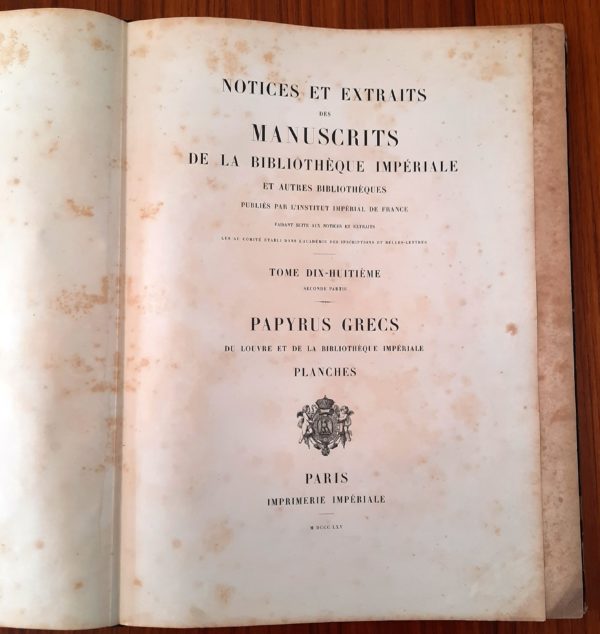 NOTICES ET EXTRAITS
DES
MANUSCRITS
DE LA BIBLIOTHÈQUE IMPÉRIALE
ET AUTRES BIBLIOTHÈQUES
PUBLIÉS PAR L'INSTITUT IMPÉRIAL DE FRANCE
FAISANT SUITE AUX NOTICES ET EXTRAITS
LUS AU COMITÉ ÉTABLI DANS L'ACADÉMIE DES INSCRIPTIONS ET BELLES-LETTRES
TOME DIX-HUITIÈME
SECONDE PARTIE
PAPYRUS GRECS
DU LOUVRE ET DE LA BIBLIOTHÈQUE IMPÉRIALE
PLANCHES
PARIS
IMPRIMERIE IMPÉRIALE
M DCCC LXV